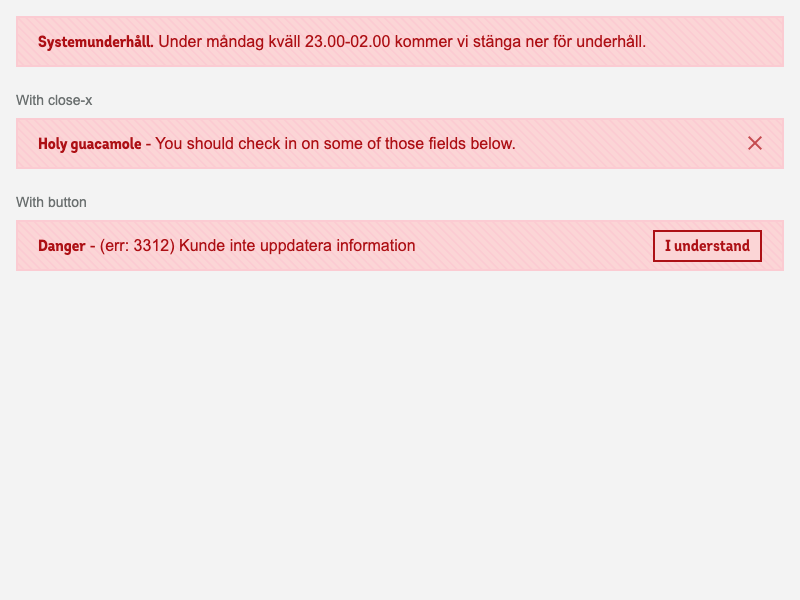 Systemunderhåll. Under måndag kväll 23.00-02.00 kommer vi stänga ner för underhåll.
With close-x
Holy guacamole - You should check in on some of those fields below.
With button
Danger - (err: 3312) Kunde inte uppdatera information
I understand